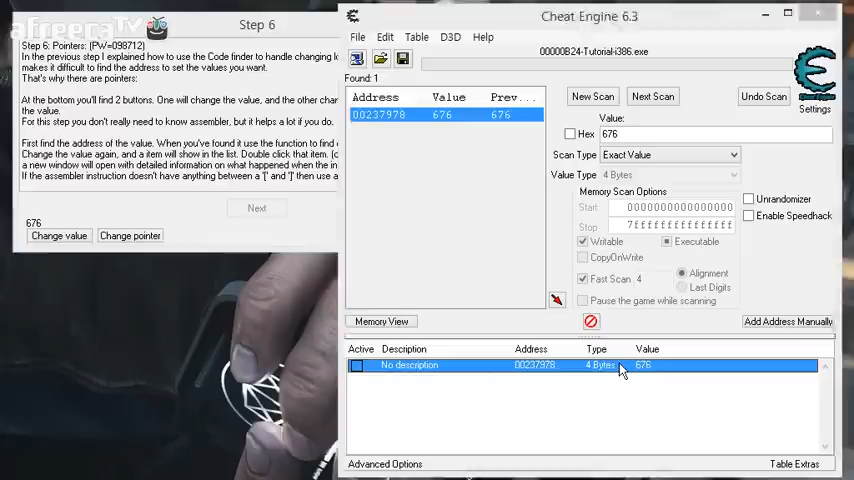 afreecaTV
Step 6
Step 6: Pointers: (PW=098712)
In the previous step I explained how to use the Code finder to handle changing lo
makes it difficult to find the address to set the values you want.
That's why there are pointers:
At the bottom you'll find 2 buttons. One will change the value, and the other char
the value.
For this step you don't really need to know assembler, but it helps a lot if you do.
First find the address of the value. When you've found it use the function to find
Change the value again, and a item will show in the list. Double click that item. (
a new window will open with detailed information on what happened when the in
If the assembler instruction doesn't have anything between a '[' and ']' then use a
Next
676
Change value
Change pointer
Cheat Engine 6.3
File Edit Table D3D Help
00000B24-Tutorial-i386.exe
Found: 1
Address Value Prev...
00237978 676 676
New Scan
Next Scan
Undo Scan
Cheat Engine
Settings
Value:
Hex
676
Scan Type
Exact Value
Value Type
4 Bytes
Memory Scan Options
Start
0000000000000000
Stop
7fffffffffffffff
Writable
Executable
CopyOnWrite
Fast Scan
4
Alignment
Last Digits
Pause the game while scanning
Unrandomizer
Enable Speedhack
Memory View
Add Address Manually
Active Description Address Type Value
No description 00237978 4 Bytes 676
Advanced Options
Table Extras